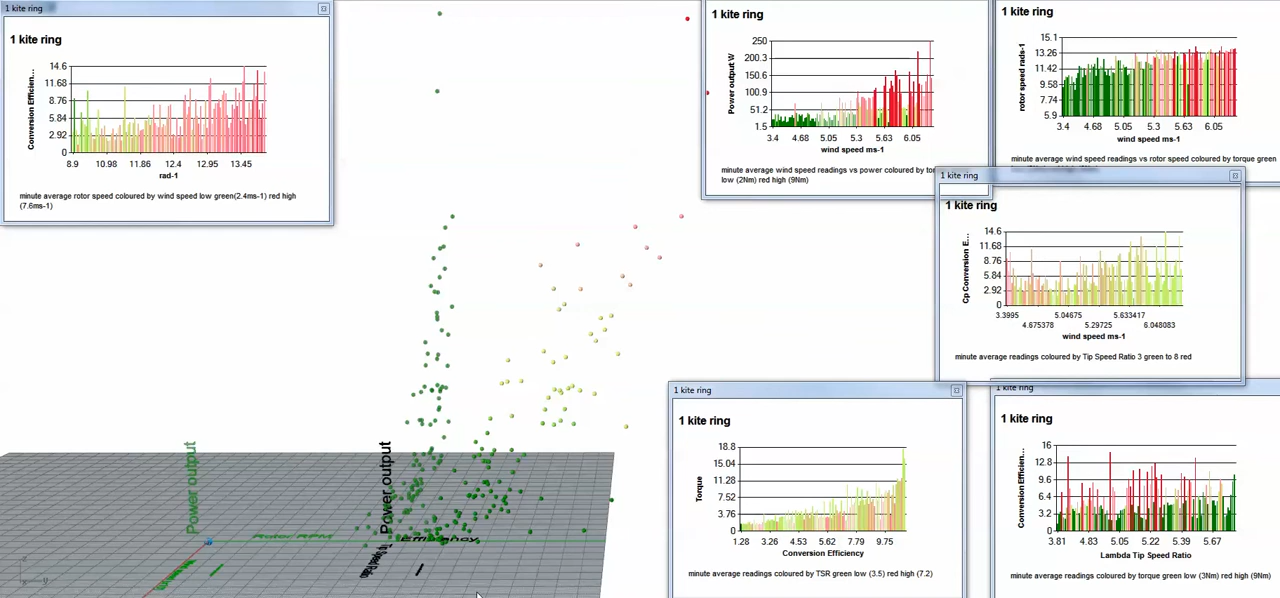 1 kite ring
1 kite ring
14.6
11.68
8.76
5.84
2.92
0
Conversion Efficien...
8.9 10.98 11.86 12.4 12.95 13.45
rad-1
minute average rotor speed coloured by wind speed low green(2.4ms-1) red high
(7.6ms-1)
1 kite ring
250
200.3
150.6
100.9
51.2
1.5
Power output W
3.4 4.68 5.05 5.3 5.63 6.05
wind speed ms-1
minute average wind speed readings vs power coloured by
low (2Nm) red high (9Nm)
1 kite ring
15.1
13.26
11.42
9.58
7.74
5.9
rotor speed rads-1
3.4 4.68 5.05 5.3 5.63 6.05
wind speed ms-1
minute average wind speed readings vs rotor speed coloured by torque green
1 kite ring
1 kite ring
14.6
11.68
8.76
5.84
2.92
0
Cp Conversion E...
3.3995 5.04675 5.633417
4.675378 5.29725 6.048083
wind speed ms-1
minute average readings coloured by Tip Speed Ratio 3 green to 8 red
1 kite ring
1 kite ring
18.8
15.04
11.28
7.52
3.76
0
Torque
1.28 3.26 4.53 5.57 7.79 9.75
Conversion Efficiency
minute average readings coloured by TSR green low (3.5) red high (7.2)
1 kite ring
1 kite ring
16
12.8
9.6
6.4
3.2
0
Conversion Efficien...
3.81 4.82 5.22 5.39 5.67
Lambda Tip Speed Ratio
minute average readings coloured by torque green low (3Nm) red high (9Nm)
Power output
Power output
Rotor RPM
Efficiency